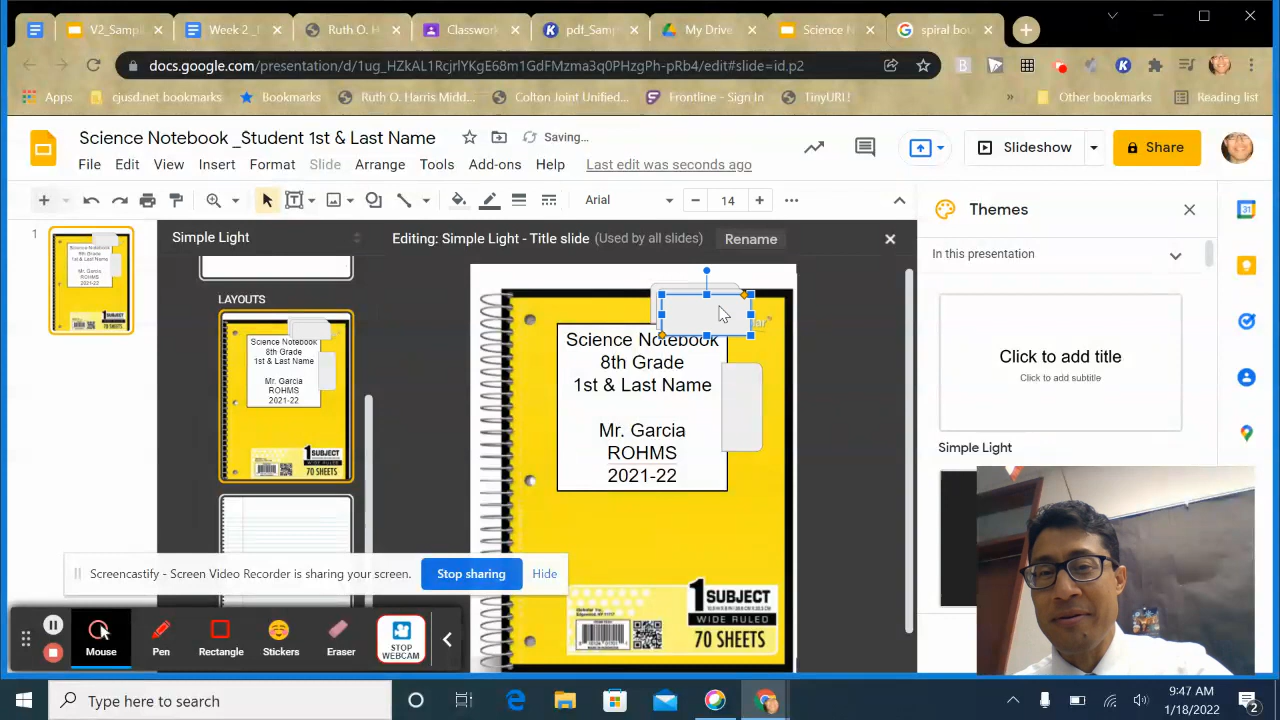 V2_Sampl
Week 2 _
Ruth O. H
Classwork
pdf_Samp
My Drive
Science N
spiral bou
docs.google.com/presentation/d/1ug_HZkAL1RcjrlYKgE68m1GdFMzma3q0PHzgPh-pRb4/edit#slide=id.p2
Apps
cjusd.net bookmarks
Bookmarks
Ruth O. Harris Midd...
Colton Joint Unified...
Frontline - Sign In
TinyURL!
»
Other bookmarks
Reading list
Science Notebook _Student 1st & Last Name
Saving...
File Edit View Insert Format Slide Arrange Tools Add-ons Help Last edit was seconds ago
Slideshow
Share
Arial
14
Themes
1
Simple Light
Editing: Simple Light - Title slide (Used by all slides)
Rename
In this presentation
LAYOUTS
Science Notebook
8th Grade
1st & Last Name
Mr. Garcia
ROHMS
2021-22
1 SUBJECT
WIDE RULED
70 SHEETS
Click to add title
Click to add subtitle
Simple Light
Screencastify - Screen Video Recorder is sharing your screen.
Stop sharing
Hide
Mouse
Pen
Rectangle
Stickers
Eraser
STOP
WEBCAM
Type here to search
9:47 AM
1/18/2022
2